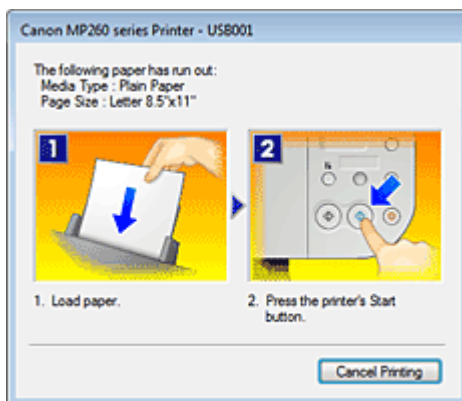 Canon MP260 series Printer - USB001
The following paper has run out:
Media Type : Plain Paper
Page Size : Letter 8.5"x11"
1
2
1. Load paper.
2. Press the printer's Start
button.
Cancel Printing